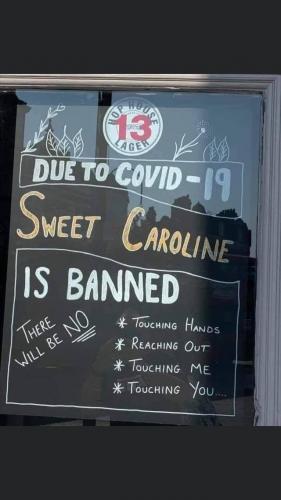 HOP HOUSE
13
LAGER
DUE TO COVID-19
SWEET CAROLINE
IS BANNED
THERE
WILL BE NO
* TOUCHING HANDS
* REACHING OUT
* TOUCHING ME
* TOUCHING YOU....